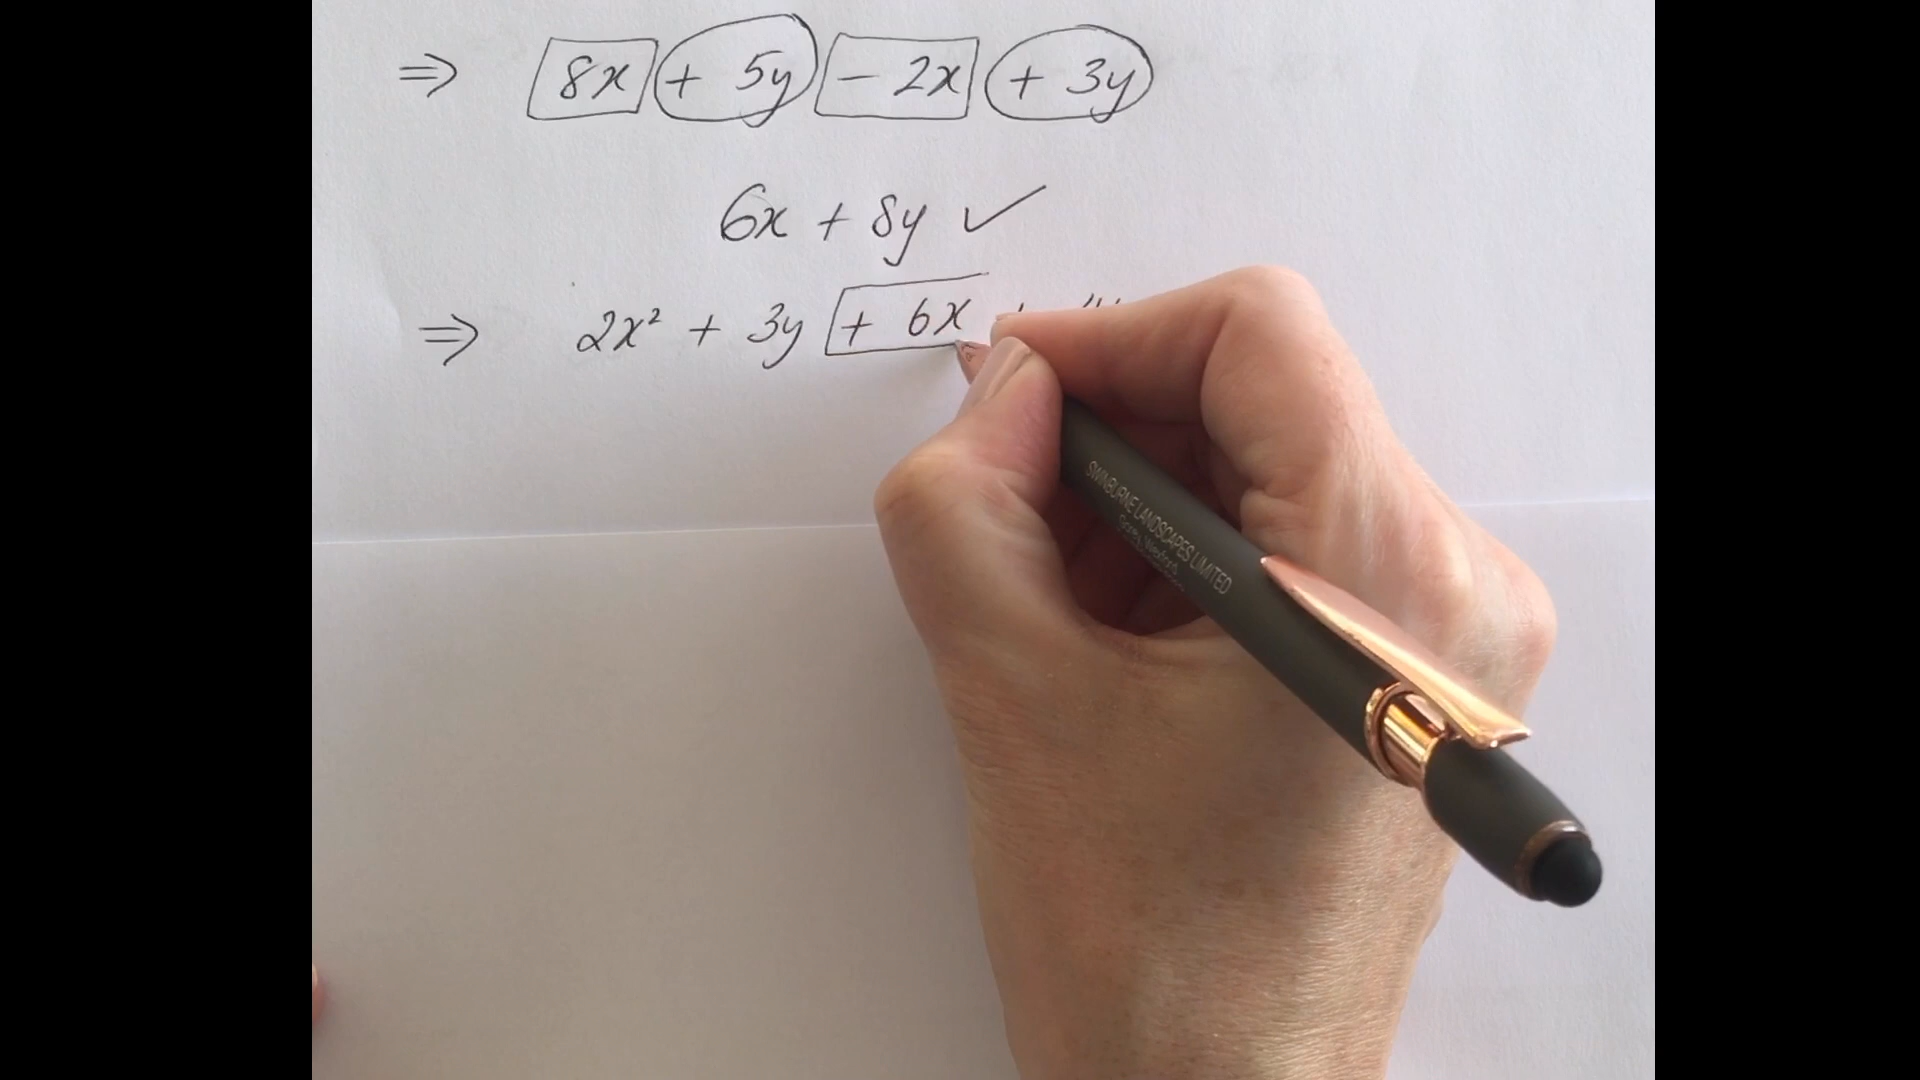 ⇒ 8x + 5y - 2x + 3y
6x + 8y ✓
⇒ 2x² + 3y + 6x +
SWINBURNE LANDSCAPES LIMITED